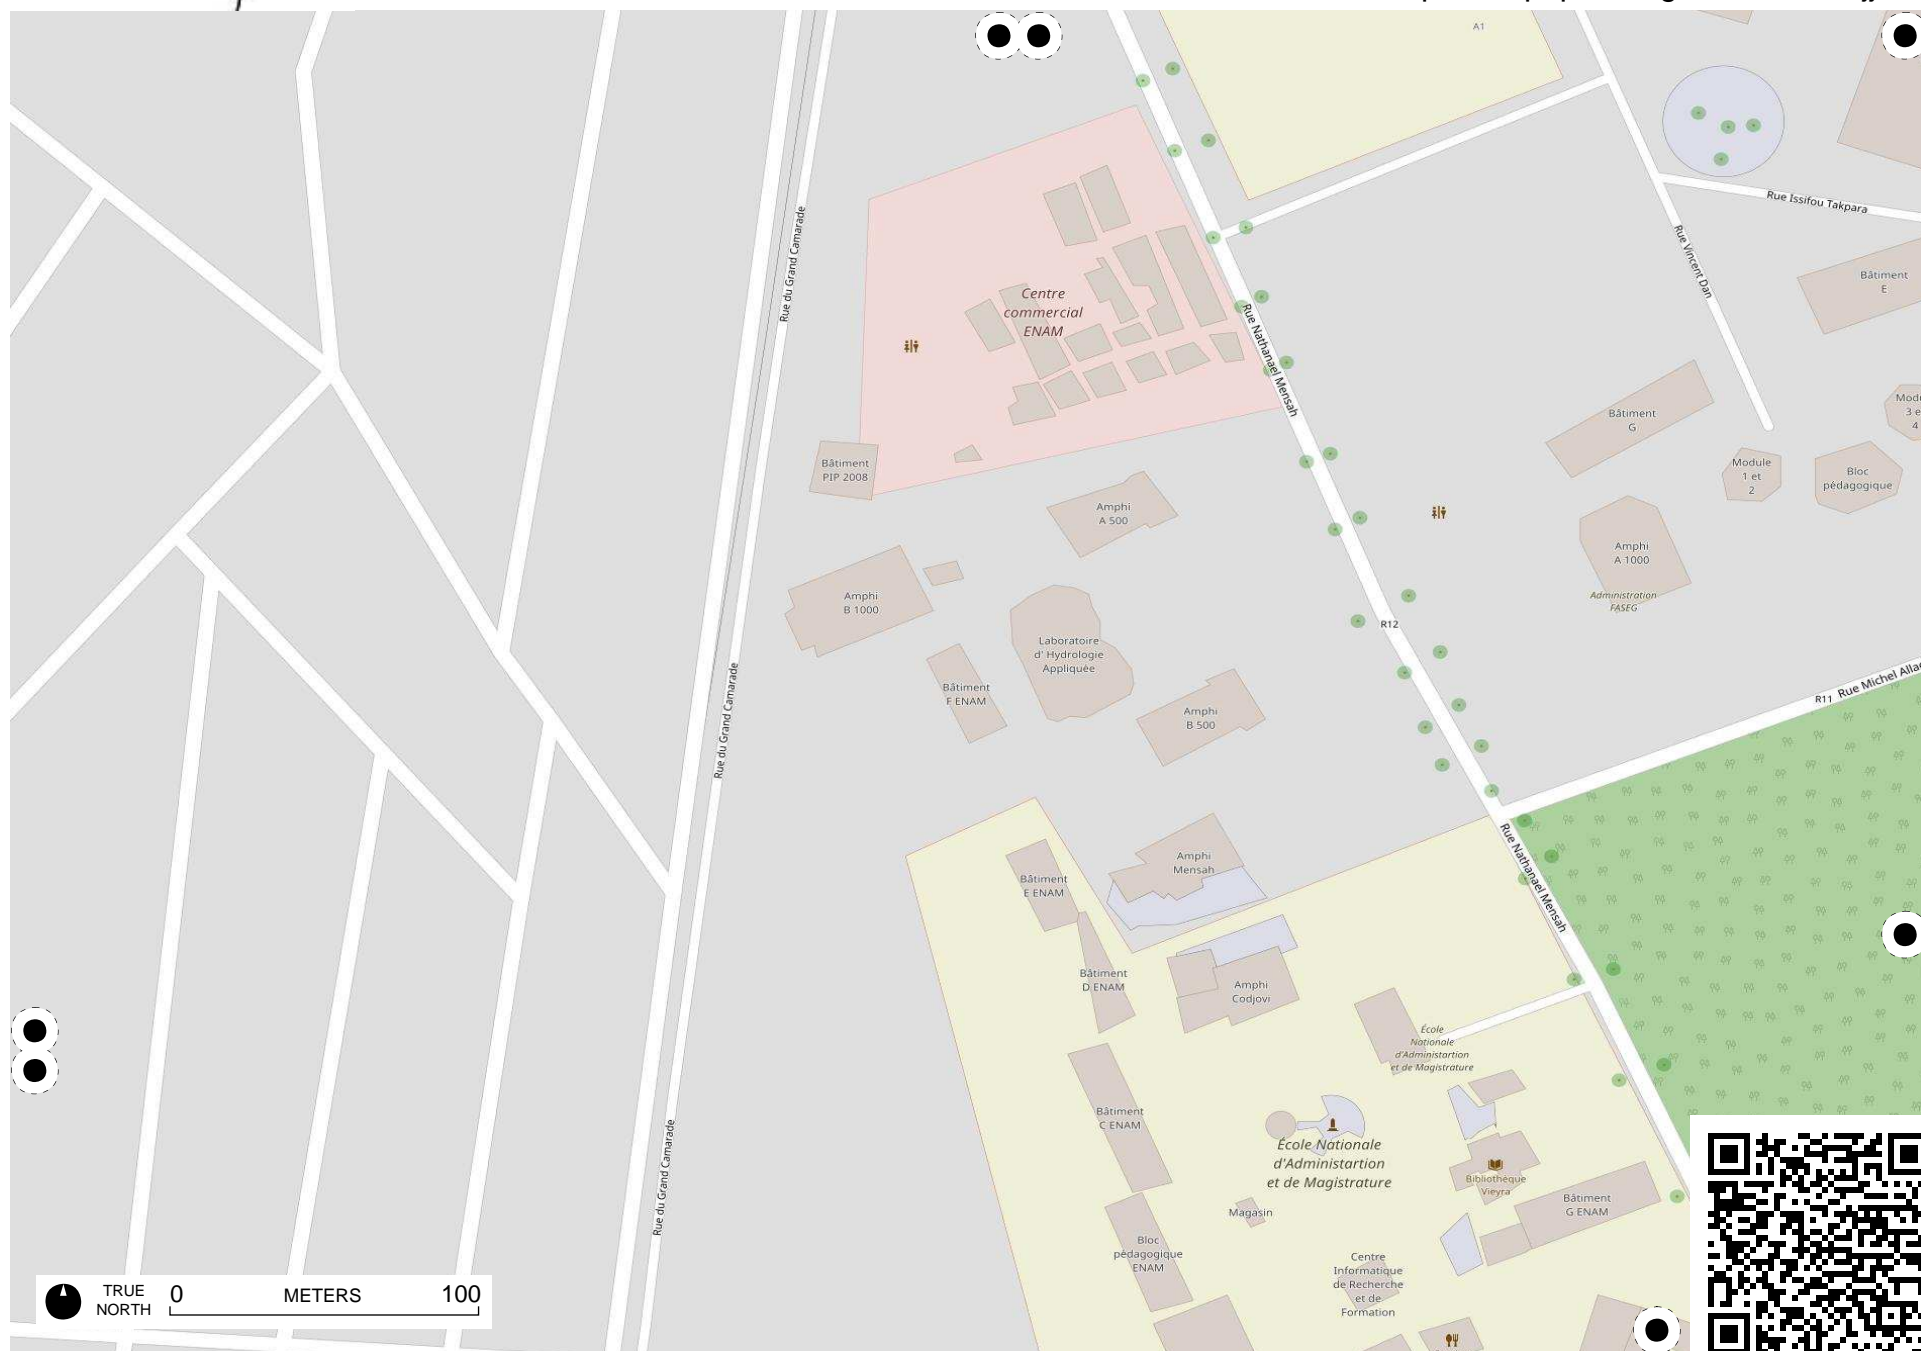 A1
Rue Issifou Takpara
Rue du Grand Camarade
Rue Vincent Dan
Bâtiment
E
Centre
commercial
ENAM
Rue Nathanael Mensah
Bâtiment
G
3
4
Bâtiment
PIP 2008
Module
1 et
2
Bloc
pédagogique
Amphi
A 500
Amphi
A 1000
Administration
FASEG
Amphi
B 1000
R12
Laboratoire
d' Hydrologie
Appliquée
Bâtiment
F ENAM
Rue du Grand Camarade
Amphi
B 500
R11 Rue Michel
Rue Nathanael Mensah
Amphi
Mensah
Bâtiment
E ENAM
Bâtiment
D ENAM
Amphi
Codjovi
École
Nationale
d'Administartion
et de Magistrature
Bâtiment
C ENAM
École Nationale
d'Administartion
et de Magistrature
Rue du Grand Camarade
Bibliothèque
Vieyra
Bâtiment
G ENAM
Magasin
Bloc
pédagogique
ENAM
Centre
Informatique
de Recherche
et de
Formation
TRUE
NORTH
0 METERS 100